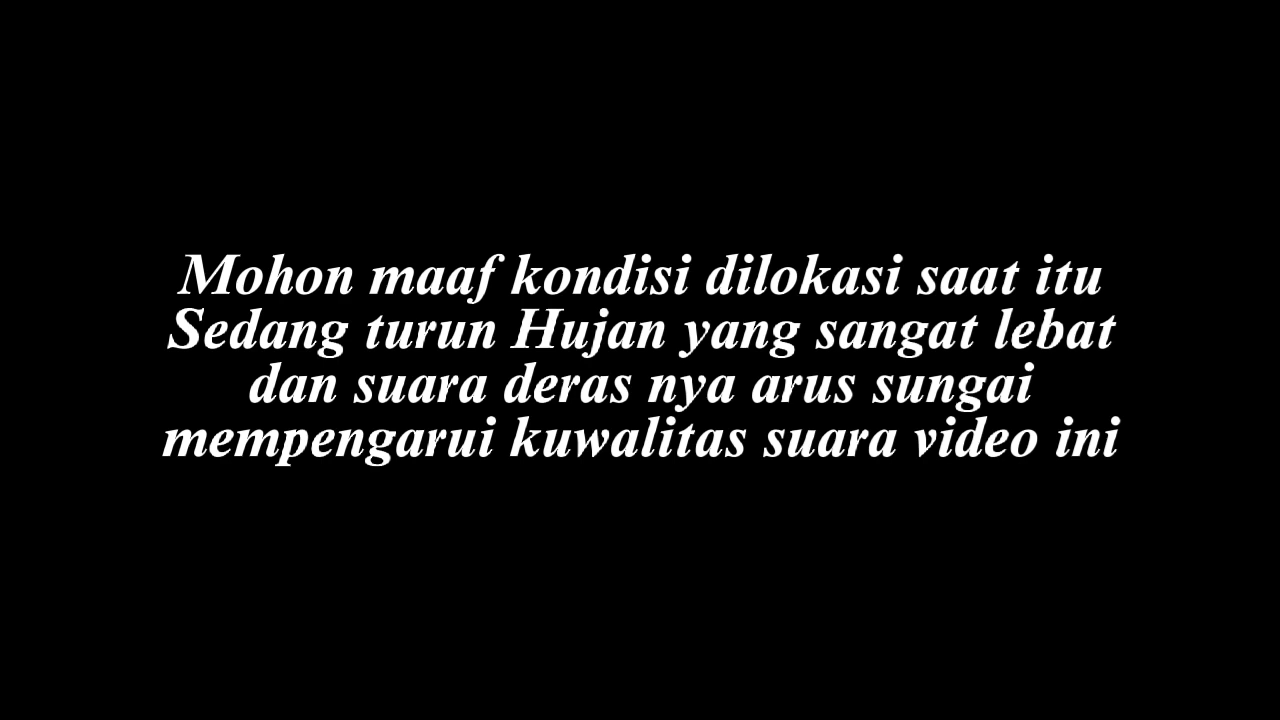 Mohon maaf kondisi dilokasi saat itu
Sedang turun Hujan yang sangat lebat
dan suara deras nya arus sungai
mempengarui kuwalitas suara video ini